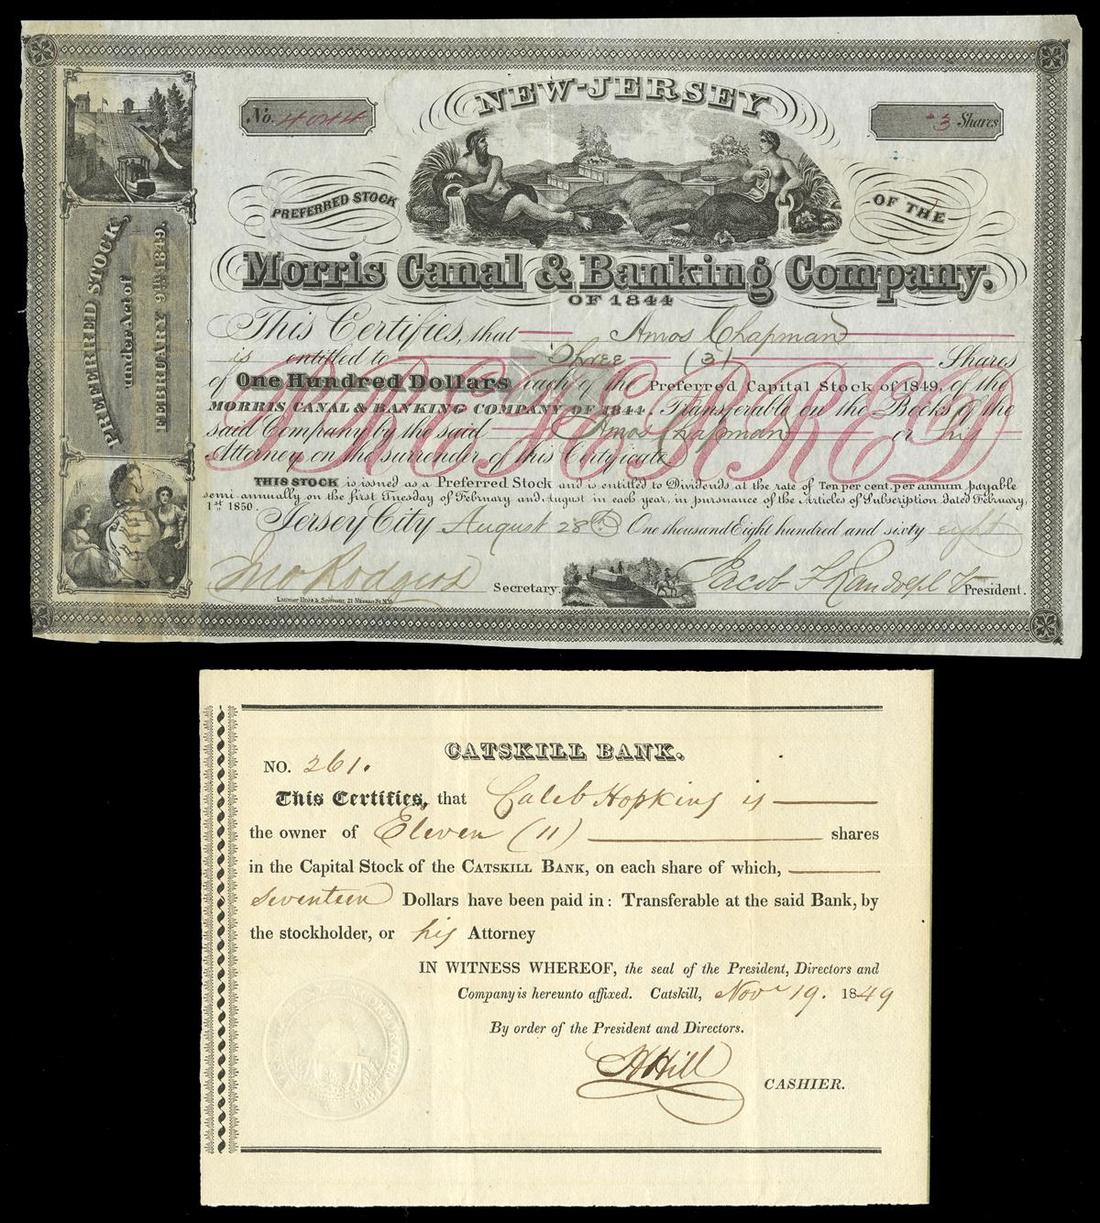 NEW-JERSEY
No. 4044
3 Shares
PREFERRED STOCK
OF THE
Morris Canal & Banking Company.
OF 1844
PREFERRED STOCK,
under Act of
FEBRUARY 9TH 1849.
This Certifies, that Amos Chapman
is entitled to Three (3) Shares
of One Hundred Dollars each of the Preferred Capital Stock of 1849, of the
MORRIS CANAL & BANKING COMPANY OF 1844. Transferable on the Books of the
said Company by the said Amos Chapman or his
Attorney on the surrender of this Certificate.
PREFERRED
THIS STOCK is issued as a Preferred Stock and is entitled to Dividends at the rate of Ten per cent. per annum, payable
semi-annually on the first Tuesday of February and August in each year, in pursuance of the Articles of Subscription dated February,
1st 1850.
Jersey City August 28th One thousand Eight hundred and sixty eight
Jno Rodgers Secretary.
Jacob F Randolph President.
CATSKILL BANK.
NO. 261.
This Certifies, that Caleb Hopkins is
the owner of Eleven (11) shares
in the Capital Stock of the CATSKILL BANK, on each share of which,
Seventeen Dollars have been paid in: Transferable at the said Bank, by
the stockholder, or his Attorney
IN WITNESS WHEREOF, the seal of the President, Directors and
Company is hereunto affixed. Catskill, Novr 19. 1849
By order of the President and Directors.
Hill
CASHIER.